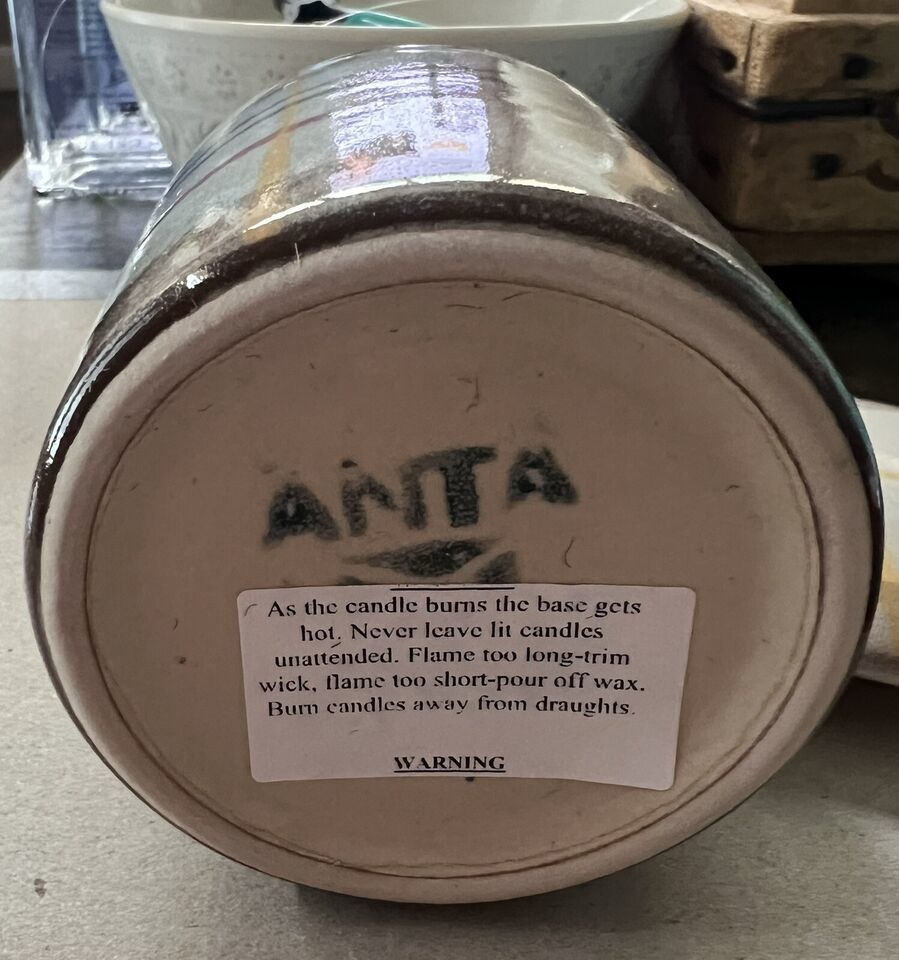 ANTA
As the candle burns the base gets
hot. Never leave lit candles
unattended. Flame too long-trim
wick, flame too short-pour off wax.
Burn candles away from draughts.
WARNING